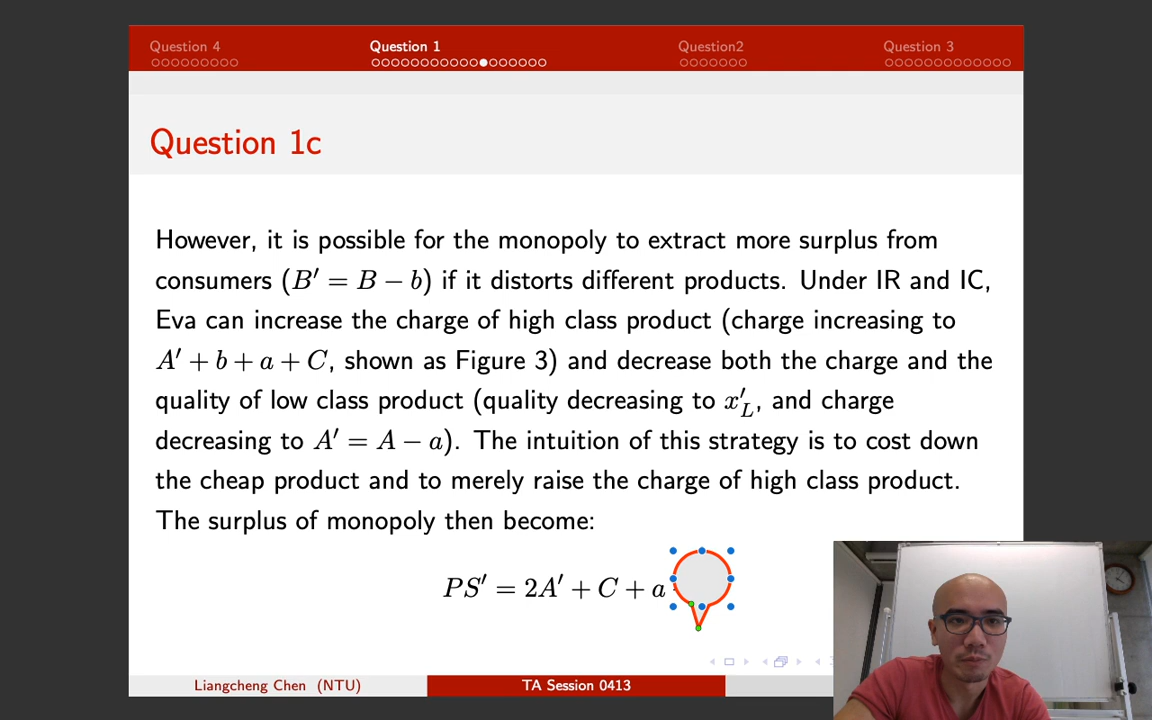 Question 4 Question 1 Question2 Question 3
Question 1c
However, it is possible for the monopoly to extract more surplus from
consumers (B′ = B − b) if it distorts different products. Under IR and IC,
Eva can increase the charge of high class product (charge increasing to
A′ + b + a + C, shown as Figure 3) and decrease both the charge and the
quality of low class product (quality decreasing to x′_L, and charge
decreasing to A′ = A − a). The intuition of this strategy is to cost down
the cheap product and to merely raise the charge of high class product.
The surplus of monopoly then become:
PS′ = 2A′ + C + a
Liangcheng Chen (NTU) TA Session 0413